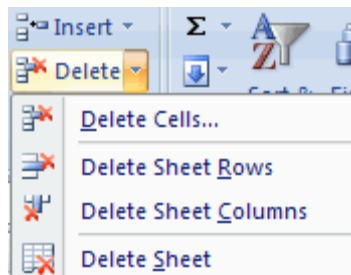 Insert Σ A
Z
Delete
Delete Cells...
Delete Sheet Rows
Delete Sheet Columns
Delete Sheet